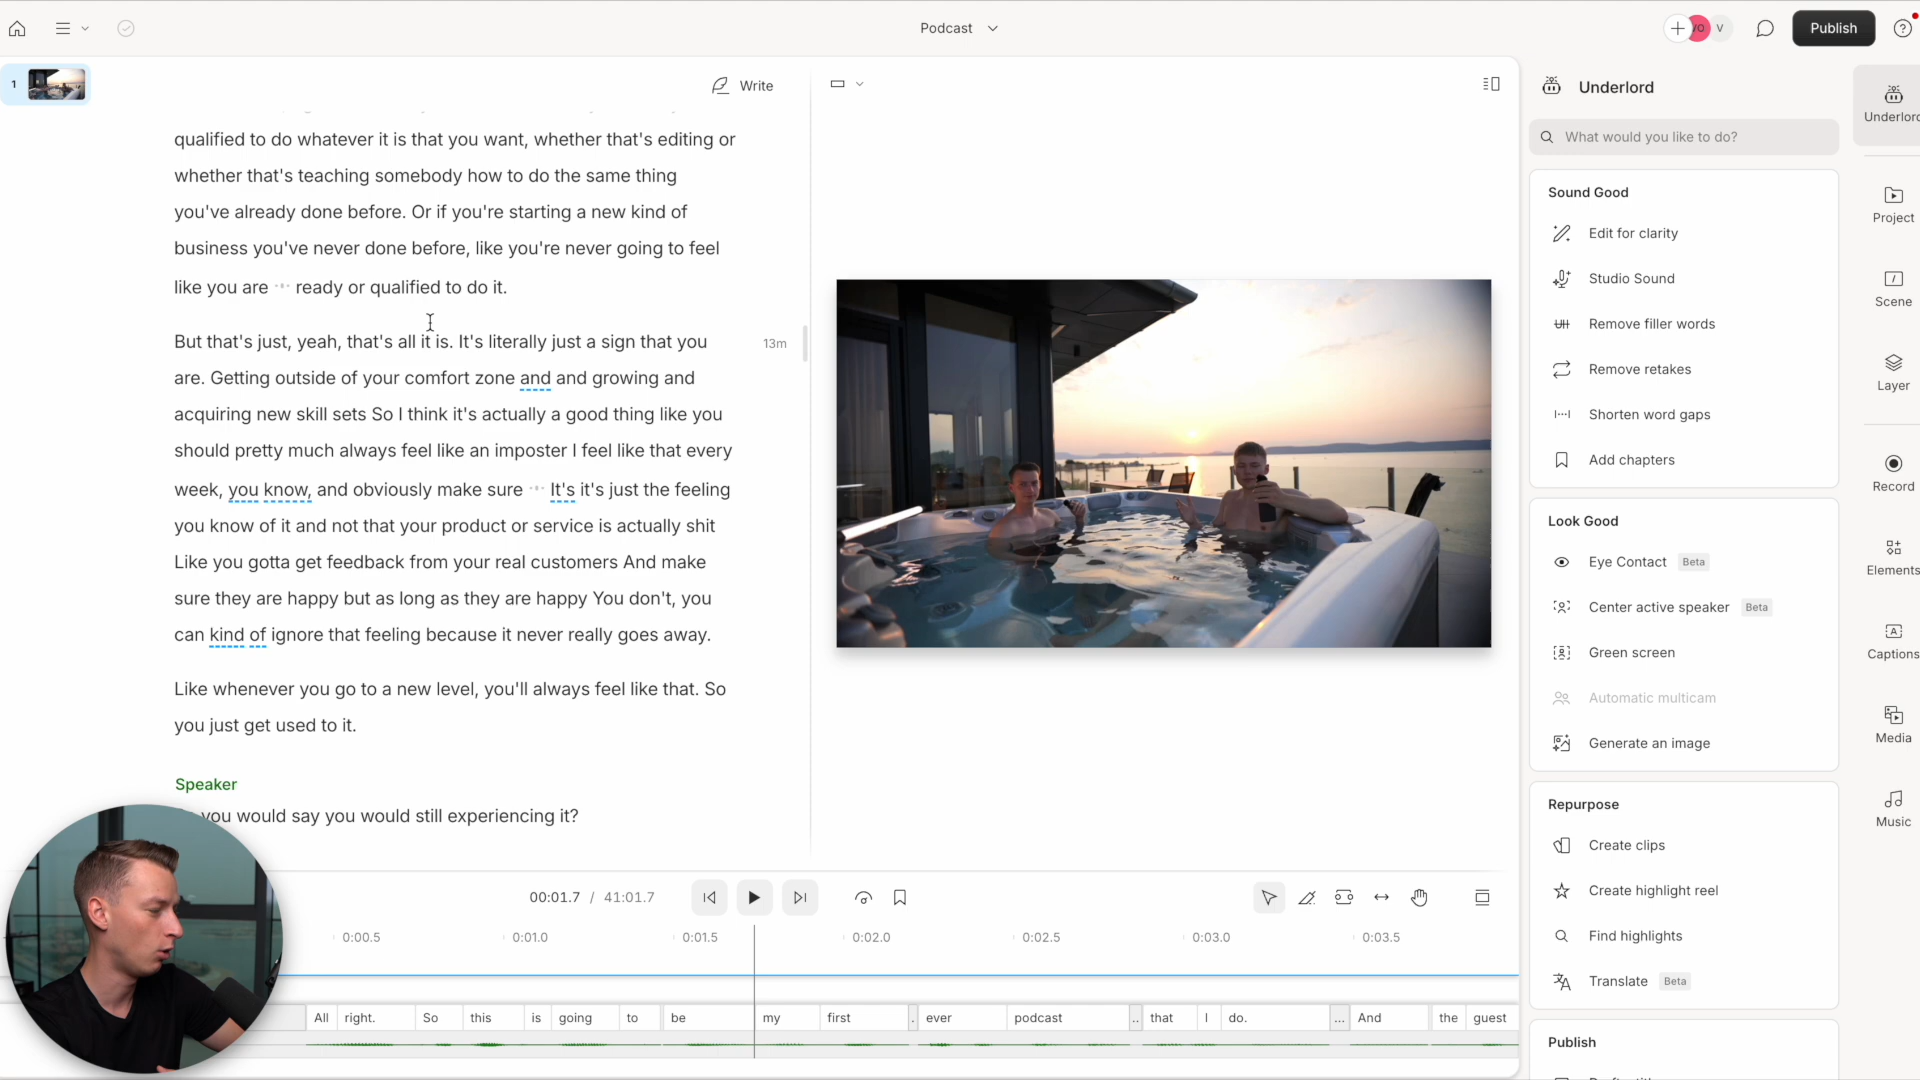 Podcast
V
Publish
1
Write
qualified to do whatever it is that you want, whether that's editing or
whether that's teaching somebody how to do the same thing
you've already done before. Or if you're starting a new kind of
business you've never done before, like you're never going to feel
like you are ready or qualified to do it.
But that's just, yeah, that's all it is. It's literally just a sign that you
13m
are. Getting outside of your comfort zone and and growing and
acquiring new skill sets So I think it's actually a good thing like you
should pretty much always feel like an imposter I feel like that every
week, you know, and obviously make sure It's it's just the feeling
you know of it and not that your product or service is actually shit
Like you gotta get feedback from your real customers And make
sure they are happy but as long as they are happy You don't, you
can kind of ignore that feeling because it never really goes away.
Like whenever you go to a new level, you'll always feel like that. So
you just get used to it.
Speaker
you would say you would still experiencing it?
00:01.7 / 41:01.7
0:00.5 0:01.0 0:01.5 0:02.0 0:02.5 0:03.0 0:03.5
All right. So this is going to be my first . ever podcast .. that I do. ... And the guest
Underlord
What would you like to do?
Sound Good
Edit for clarity
Studio Sound
Remove filler words
Remove retakes
Shorten word gaps
Add chapters
Look Good
Eye Contact Beta
Center active speaker Beta
Green screen
Automatic multicam
Generate an image
Repurpose
Create clips
Create highlight reel
Find highlights
Translate Beta
Publish
Underlord
Project
Scene
Layer
Record
Elements
Captions
Media
Music